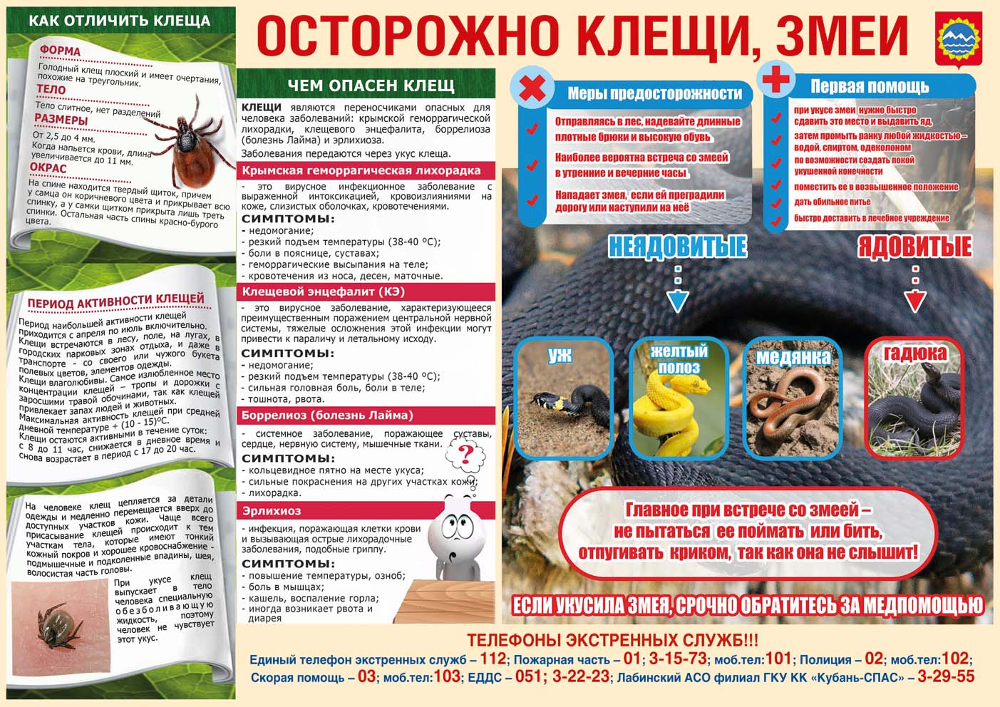 КАК ОТЛИЧИТЬ КЛЕЩА
ФОРМА
Голодный клещ плоский и имеет очертания,
похожие на треугольник.
ТЕЛО
Тело слитное, нет разделений
РАЗМЕРЫ
От 2,5 до 4 мм.
Когда напьется крови, длина
увеличивается до 11 мм.
ОКРАС
На спине находится твердый щиток, причем
у самца он коричневого цвета и прикрывает всю
спинку, а у самки щитком прикрыта лишь треть
спинки. Остальная часть спины красно-бурого
цвета.
ПЕРИОД АКТИВНОСТИ КЛЕЩЕЙ
Период наибольшей активности клещей
приходится с апреля по июль включительно.
Клещи встречаются в лесу, поле, на лугах, в
городских парковых зонах отдыха, и даже в
транспорте - со своего или чужого букета
полевых цветов, элементов одежды.
Клещи влаголюбивы. Самое излюбленное место
концентрации клещей – тропы и дорожки с
заросшими травой обочинами, так как клещей
привлекает запах людей и животных.
Максимальная активность клещей при средней
дневной температуре + (10 - 15)ºС.
Клещи остаются активными в течение суток:
с 8 до 11 час, снижается в дневное время и
снова возрастает в период с 17 до 20 час.
На человеке клещ цепляется за детали
одежды и медленно перемещается вверх до
доступных участков кожи. Чаще всего
присасывание клещей происходит к тем
участкам тела, которые имеют тонкий
кожный покров и хорошее кровоснабжение -
подмышечные и подколенные впадины, шея,
волосистая часть головы.
При укусе клещ
выпускает в тело
человека специальную
обезболивающую
жидкость, поэтому
человек не чувствует
этот укус.
ОСТОРОЖНО КЛЕЩИ, ЗМЕИ
ЧЕМ ОПАСЕН КЛЕЩ
КЛЕЩИ являются переносчиками опасных для
человека заболеваний: крымской геморрагической
лихорадки, клещевого энцефалита, боррелиоза
(болезнь Лайма) и эрлихиоза.
Заболевания передаются через укус клеща.
Крымская геморрагическая лихорадка
- это вирусное инфекционное заболевание с
выраженной интоксикацией, кровоизлияниями на
коже, слизистых оболочках, кровотечениями.
СИМПТОМЫ:
- недомогание;
- резкий подъем температуры (38-40 ºС);
- боли в пояснице, суставах;
- геморрагические высыпания на теле;
- кровотечения из носа, десен, маточные.
Клещевой энцефалит (КЭ)
- это вирусное заболевание, характеризующееся
преимущественным поражением центральной нервной
системы, тяжелые осложнения этой инфекции могут
привести к параличу и летальному исходу.
СИМПТОМЫ:
- недомогание;
- резкий подъем температуры (38-40 ºС);
- сильная головная боль, боли в теле;
- тошнота, рвота.
Боррелиоз (болезнь Лайма)
- системное заболевание, поражающее суставы,
сердце, нервную систему, мышечные ткани.
СИМПТОМЫ:
- кольцевидное пятно на месте укуса;
- сильные покраснения на других участках кожи;
- лихорадка.
?
Эрлихиоз
- инфекция, поражающая клетки крови
и вызывающая острые лихорадочные
заболевания, подобные гриппу.
СИМПТОМЫ:
- повышение температуры, озноб;
- боль в мышцах;
- кашель, воспаление горла;
- иногда возникает рвота и
диарея
Меры предосторожности
Отправляясь в лес, надевайте длинные
плотные брюки и высокую обувь
Наиболее вероятна встреча со змеей
в утренние и вечерние часы
Нападает змея, если ей преградили
дорогу или наступили на неё
Первая помощь
при укусе змеи нужно быстро
сдавить это место и выдавить яд,
затем промыть ранку любой жидкостью –
водой, спиртом, одеколоном
по возможности создать покой
укушенной конечности
поместить ее в возвышенное положение
дать обильное питье
быстро доставить в лечебное учреждение
НЕЯДОВИТЫЕ
ЯДОВИТЫЕ
уж
желтый
полоз
медянка
гадюка
Главное при встрече со змеей –
не пытаться ее поймать или бить,
отпугивать криком, так как она не слышит!
ЕСЛИ УКУСИЛА ЗМЕЯ, СРОЧНО ОБРАТИТЕСЬ ЗА МЕДПОМОЩЬЮ
ТЕЛЕФОНЫ ЭКСТРЕННЫХ СЛУЖБ!!!
Единый телефон экстренных служб – 112; Пожарная часть – 01; 3-15-73; моб.тел:101; Полиция – 02; моб.тел:102;
Скорая помощь – 03; моб.тел:103; ЕДДС – 051; 3-22-23; Лабинский АСО филиал ГКУ КК «Кубань-СПАС» – 3-29-55